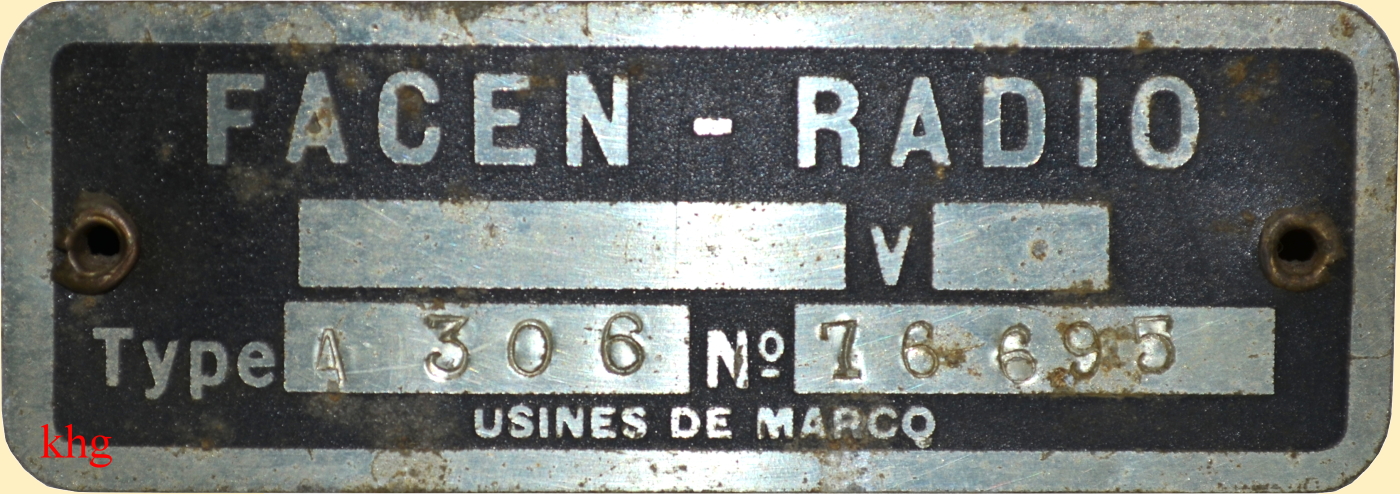 FACEN - RADIO
V
Type A 306 Nº 76695
USINES DE MARCQ
khg